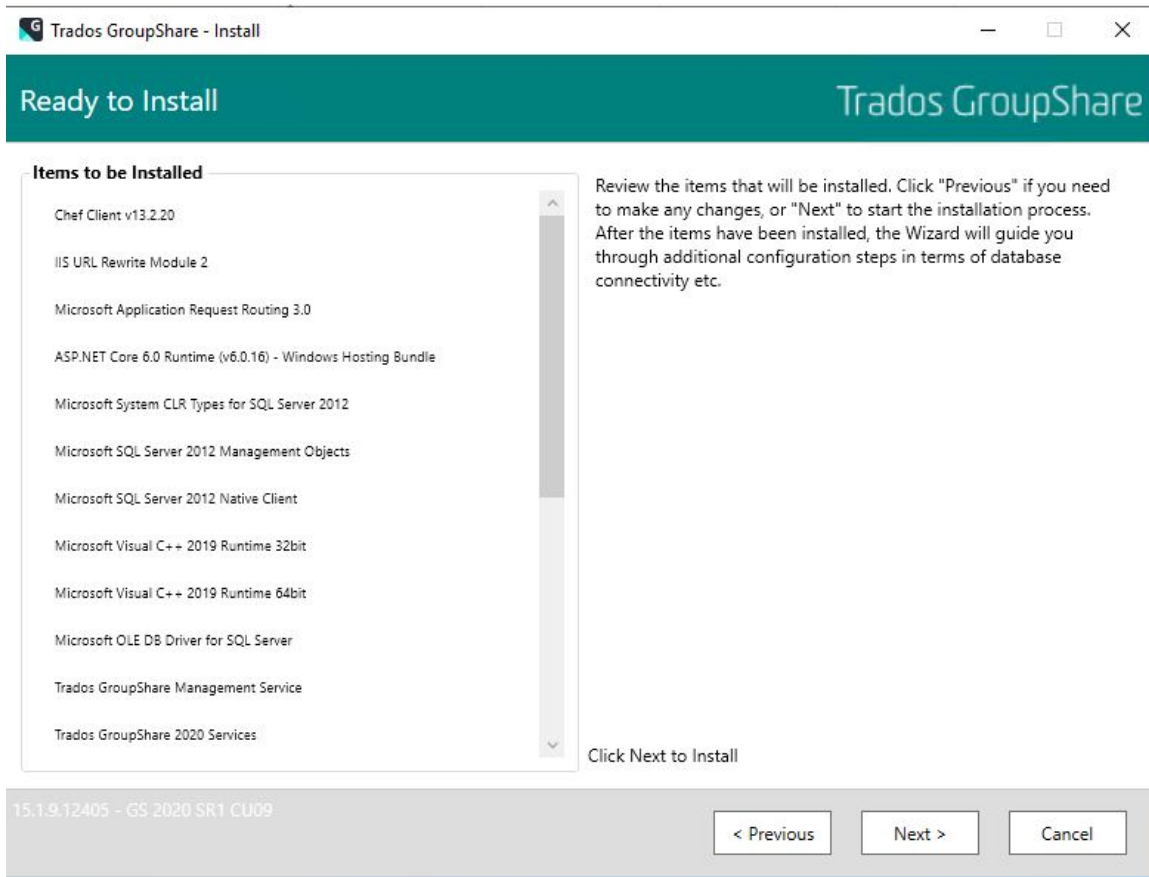 G Trados GroupShare - Install
Ready to Install
Trados GroupShare
Items to be Installed
Chef Client v13.2.20
IIS URL Rewrite Module 2
Microsoft Application Request Routing 3.0
ASP.NET Core 6.0 Runtime (v6.0.16) - Windows Hosting Bundle
Microsoft System CLR Types for SQL Server 2012
Microsoft SQL Server 2012 Management Objects
Microsoft SQL Server 2012 Native Client
Microsoft Visual C++ 2019 Runtime 32bit
Microsoft Visual C++ 2019 Runtime 64bit
Microsoft OLE DB Driver for SQL Server
Trados GroupShare Management Service
Trados GroupShare 2020 Services
Review the items that will be installed. Click "Previous" if you need
to make any changes, or "Next" to start the installation process.
After the items have been installed, the Wizard will guide you
through additional configuration steps in terms of database
connectivity etc.
Click Next to Install
15.1.9.12405 - GS 2020 SR1 CU09
< Previous
Next >
Cancel